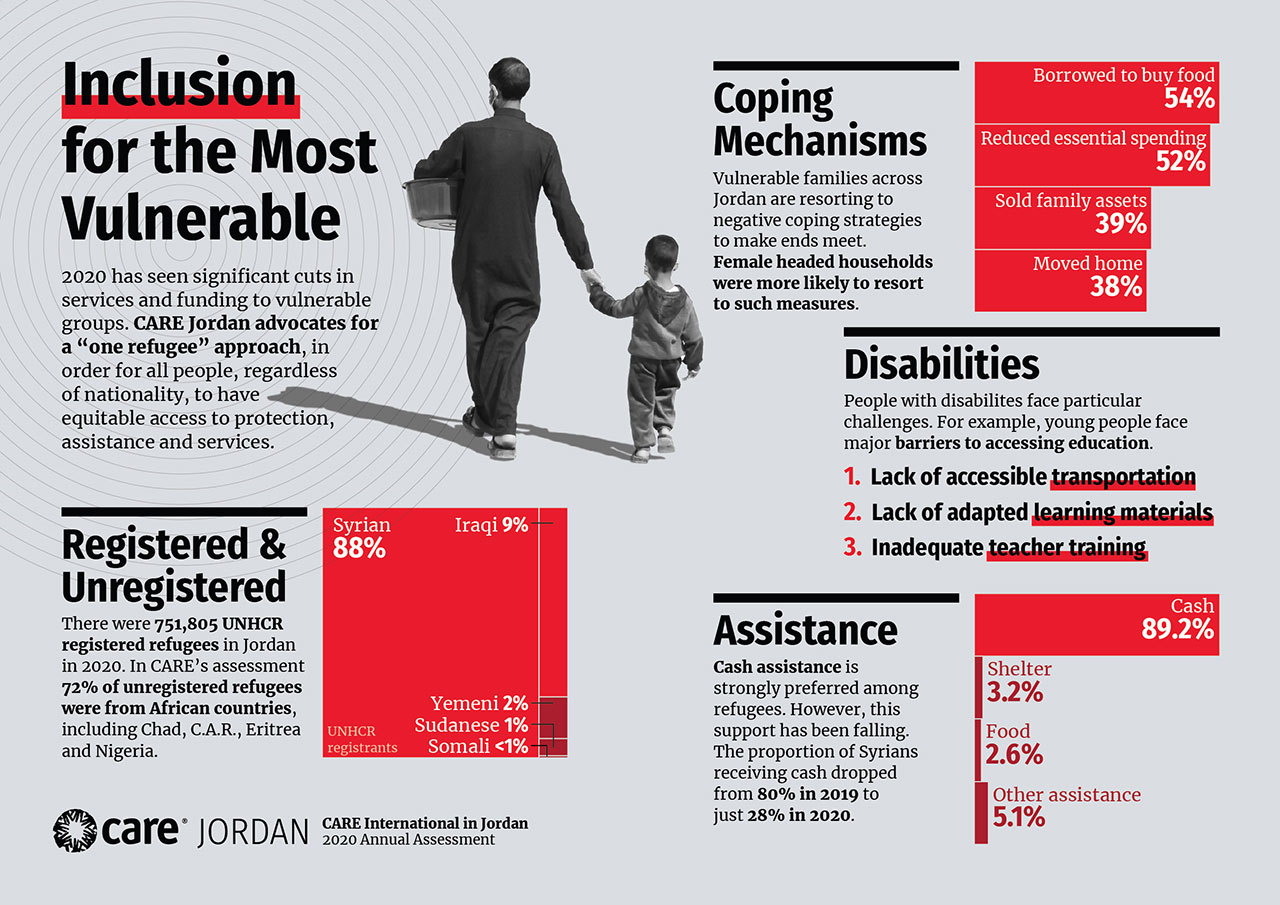 Inclusion
for the Most
Vulnerable
2020 has seen significant cuts in
services and funding to vulnerable
groups. CARE Jordan advocates for
a “one refugee” approach, in
order for all people, regardless
of nationality, to have
equitable access to protection,
assistance and services.
Registered &
Unregistered
There were 751,805 UNHCR
registered refugees in Jordan
in 2020. In CARE’s assessment
72% of unregistered refugees
were from African countries,
including Chad, C.A.R., Eritrea
and Nigeria.
Syrian
88%
Iraqi 9%
Yemeni 2%
Sudanese 1%
Somali <1%
UNHCR
registrants
care® JORDAN
CARE International in Jordan
2020 Annual Assessment
Coping
Mechanisms
Vulnerable families across
Jordan are resorting to
negative coping strategies
to make ends meet.
Female headed households
were more likely to resort
to such measures.
Borrowed to buy food
54%
Reduced essential spending
52%
Sold family assets
39%
Moved home
38%
Disabilities
People with disabilites face particular
challenges. For example, young people face
major barriers to accessing education.
1. Lack of accessible transportation
2. Lack of adapted learning materials
3. Inadequate teacher training
Assistance
Cash assistance is
strongly preferred among
refugees. However, this
support has been falling.
The proportion of Syrians
receiving cash dropped
from 80% in 2019 to
just 28% in 2020.
Cash
89.2%
Shelter
3.2%
Food
2.6%
Other assistance
5.1%